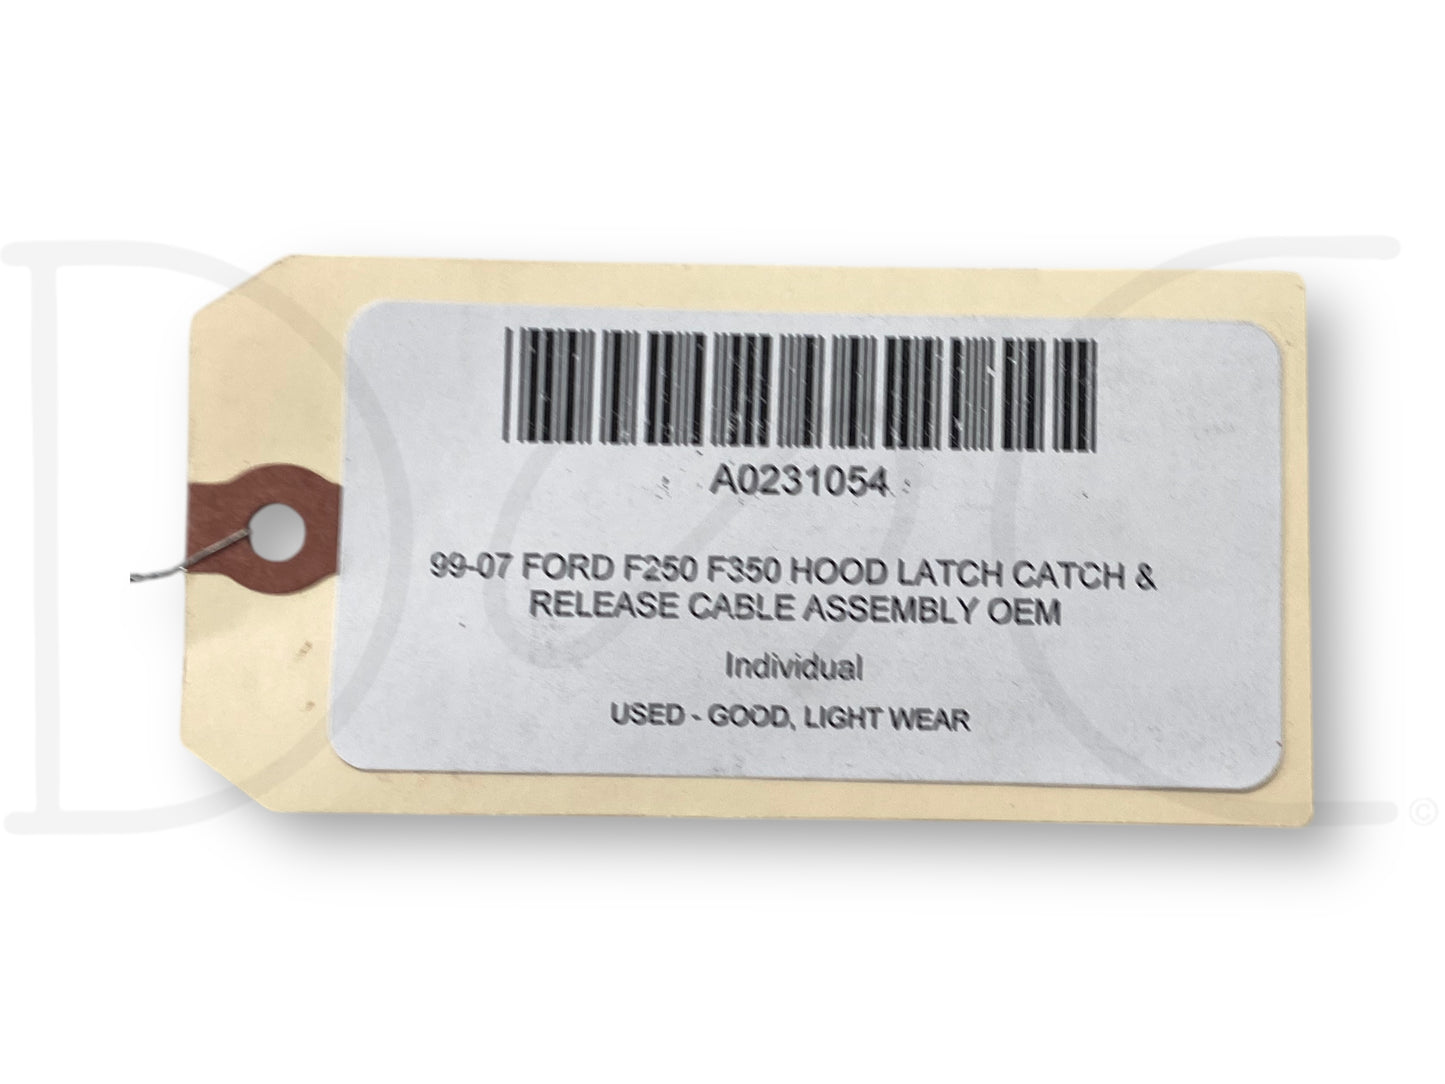 A0231054
99-07 FORD F250 F350 HOOD LATCH CATCH &
RELEASE CABLE ASSEMBLY OEM
Individual
USED - GOOD, LIGHT WEAR
D C ©